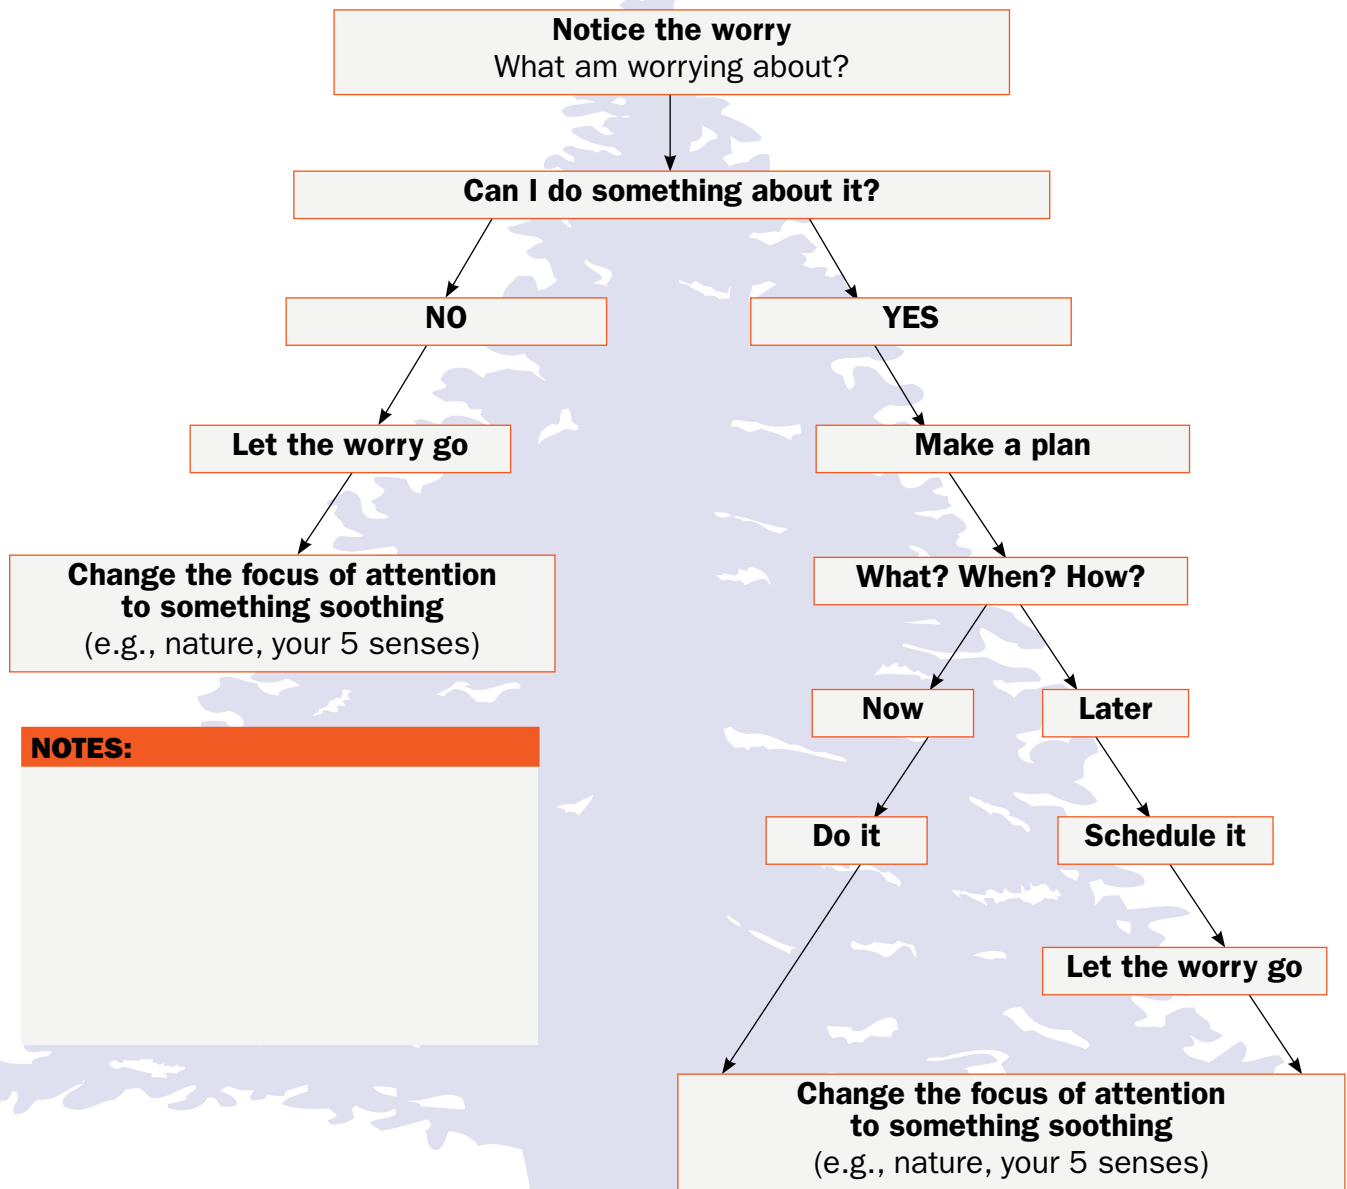 Notice the worry
What am worrying about?
Can I do something about it?
NO
YES
Let the worry go
Make a plan
Change the focus of attention
to something soothing
(e.g., nature, your 5 senses)
What? When? How?
Now
Later
NOTES:
Do it
Schedule it
Let the worry go
Change the focus of attention
to something soothing
(e.g., nature, your 5 senses)